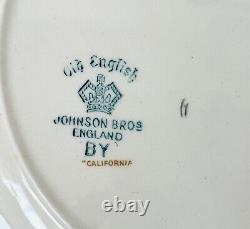 Old English
JOHNSON BROS
ENGLAND
BY
"CALIFORNIA